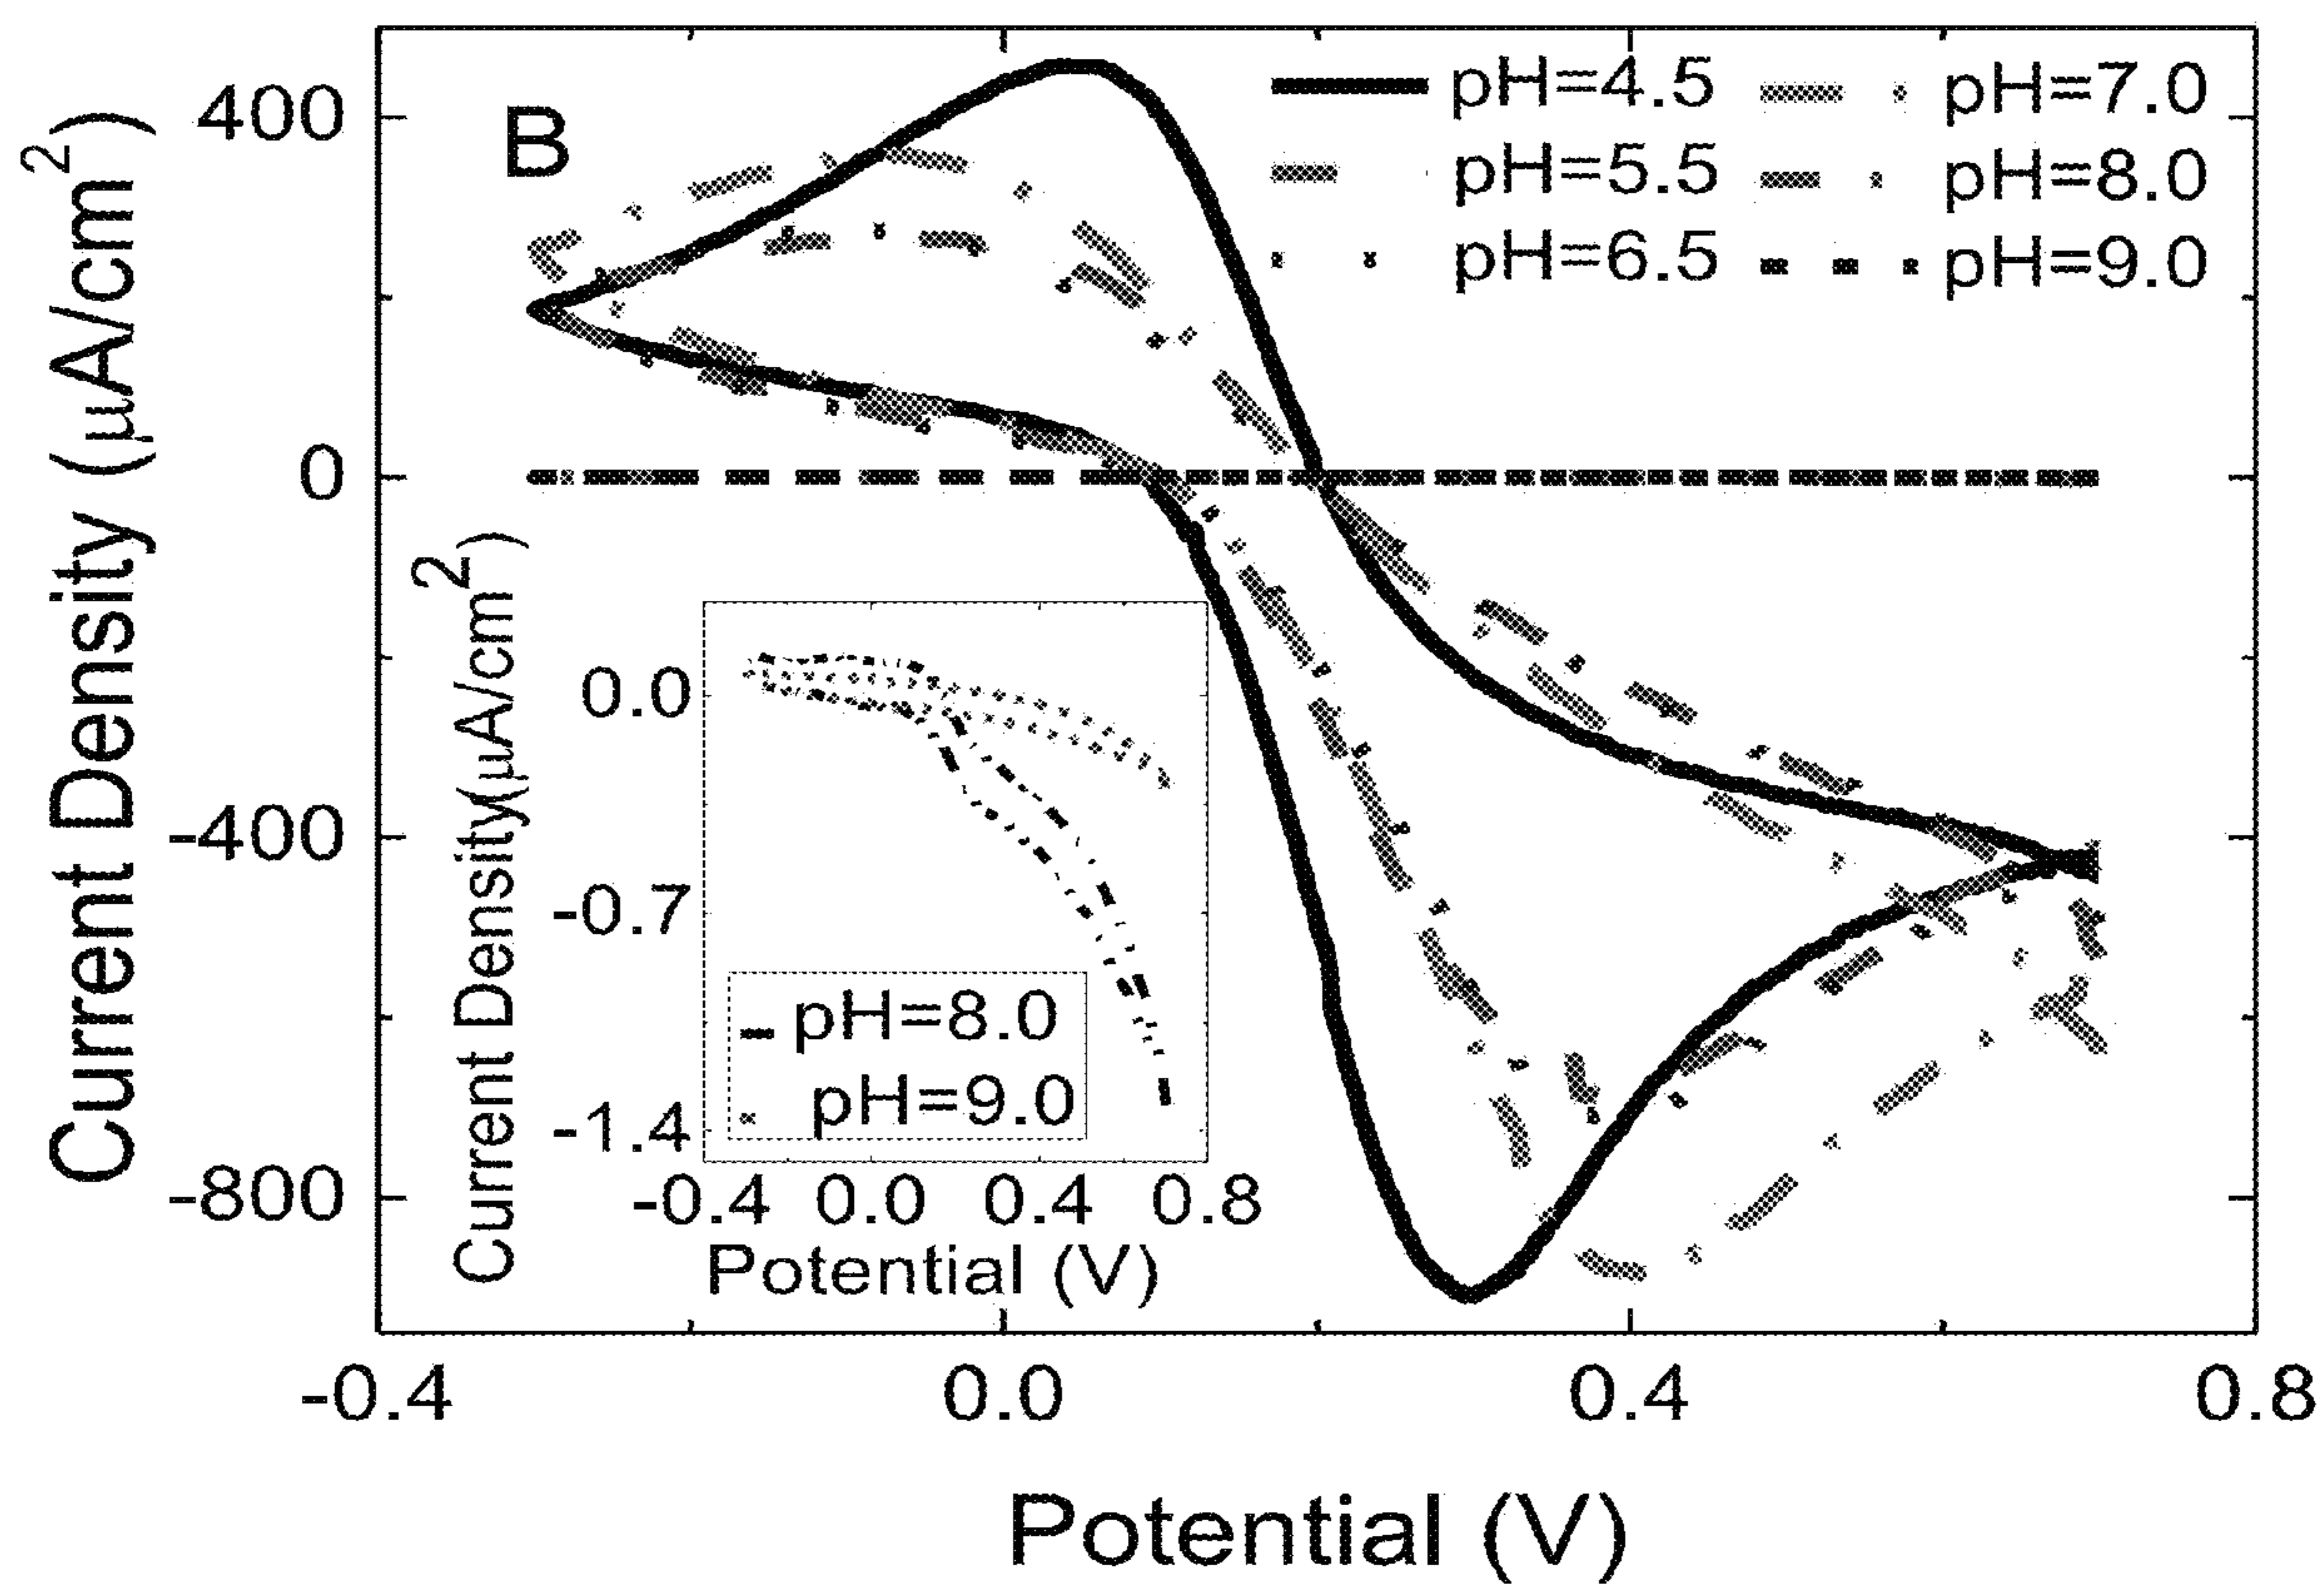 B
pH=4.5
pH=7.0
pH=5.5
pH=8.0
pH=6.5
pH=9.0
Current Density (μA/cm²)
400
0
-400
-800
-0.4
0.0
0.4
0.8
Potential (V)
Current Density(μA/cm²)
0.0
-0.7
-1.4
pH=8.0
pH=9.0
-0.4
0.0
0.4
0.8
Potential (V)